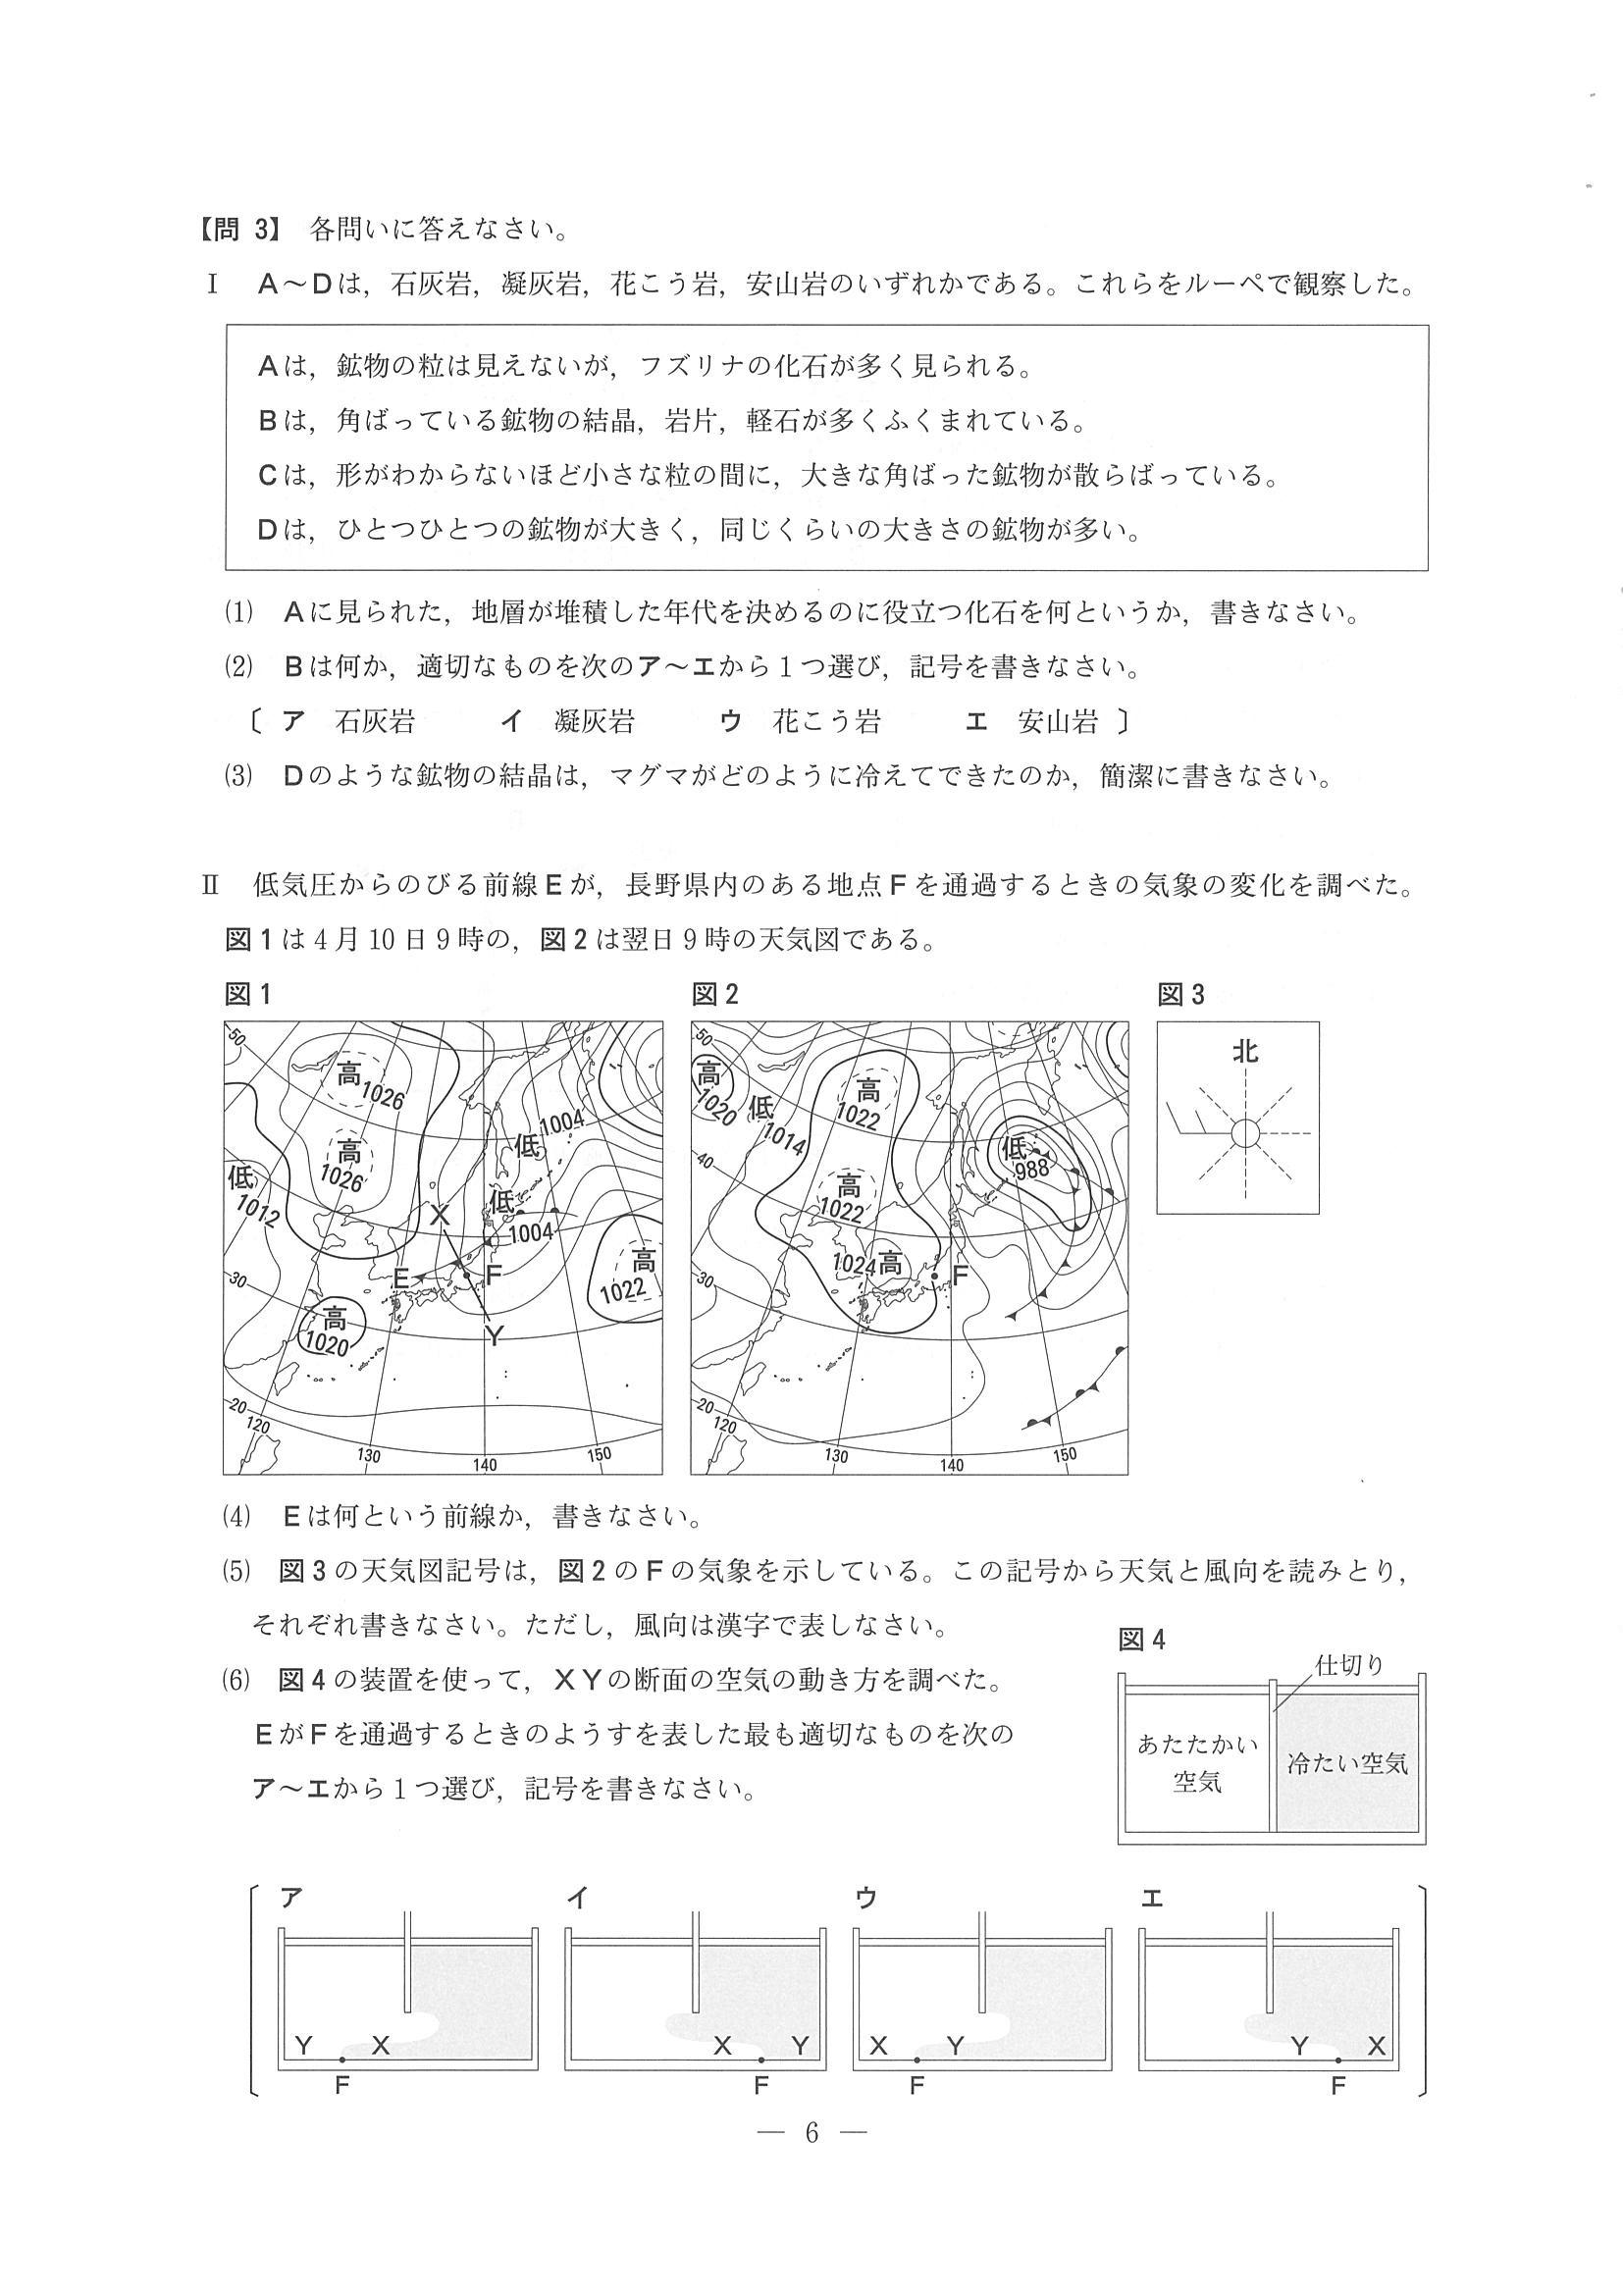 【問 3】 各問いに答えなさい。
Ⅰ A～Dは，石灰岩，凝灰岩，花こう岩，安山岩のいずれかである。これらをルーペで観察した。
Aは，鉱物の粒は見えないが，フズリナの化石が多く見られる。
Bは，角ばっている鉱物の結晶，岩片，軽石が多くふくまれている。
Cは，形がわからないほど小さな粒の間に，大きな角ばった鉱物が散らばっている。
Dは，ひとつひとつの鉱物が大きく，同じくらいの大きさの鉱物が多い。
⑴ Aに見られた，地層が堆積した年代を決めるのに役立つ化石を何というか，書きなさい。
⑵ Bは何か，適切なものを次のア～エから1つ選び，記号を書きなさい。
〔 ア 石灰岩 イ 凝灰岩 ウ 花こう岩 エ 安山岩 〕
⑶ Dのような鉱物の結晶は，マグマがどのように冷えてできたのか，簡潔に書きなさい。
Ⅱ 低気圧からのびる前線Eが，長野県内のある地点Fを通過するときの気象の変化を調べた。
図1は4月10日9時の，図2は翌日9時の天気図である。
図1
50
高
1026
高
1026
低
1004
低
1012
低
1004
X
E
F
Y
高
1022
高
1020
30
20
120
130
140
150
図2
50
高
1020
低
1014
高
1022
低
988
40
高
1022
1024高
F
30
20
120
130
140
150
図3
北
⑷ Eは何という前線か，書きなさい。
⑸ 図3の天気図記号は，図2のFの気象を示している。この記号から天気と風向を読みとり，
それぞれ書きなさい。ただし，風向は漢字で表しなさい。
⑹ 図4の装置を使って，XYの断面の空気の動き方を調べた。
EがFを通過するときのようすを表した最も適切なものを次の
ア～エから1つ選び，記号を書きなさい。
図4
仕切り
あたたかい
空気
冷たい空気
ア
Y X
F
イ
X Y
F
ウ
X Y
F
エ
Y X
F
— 6 —